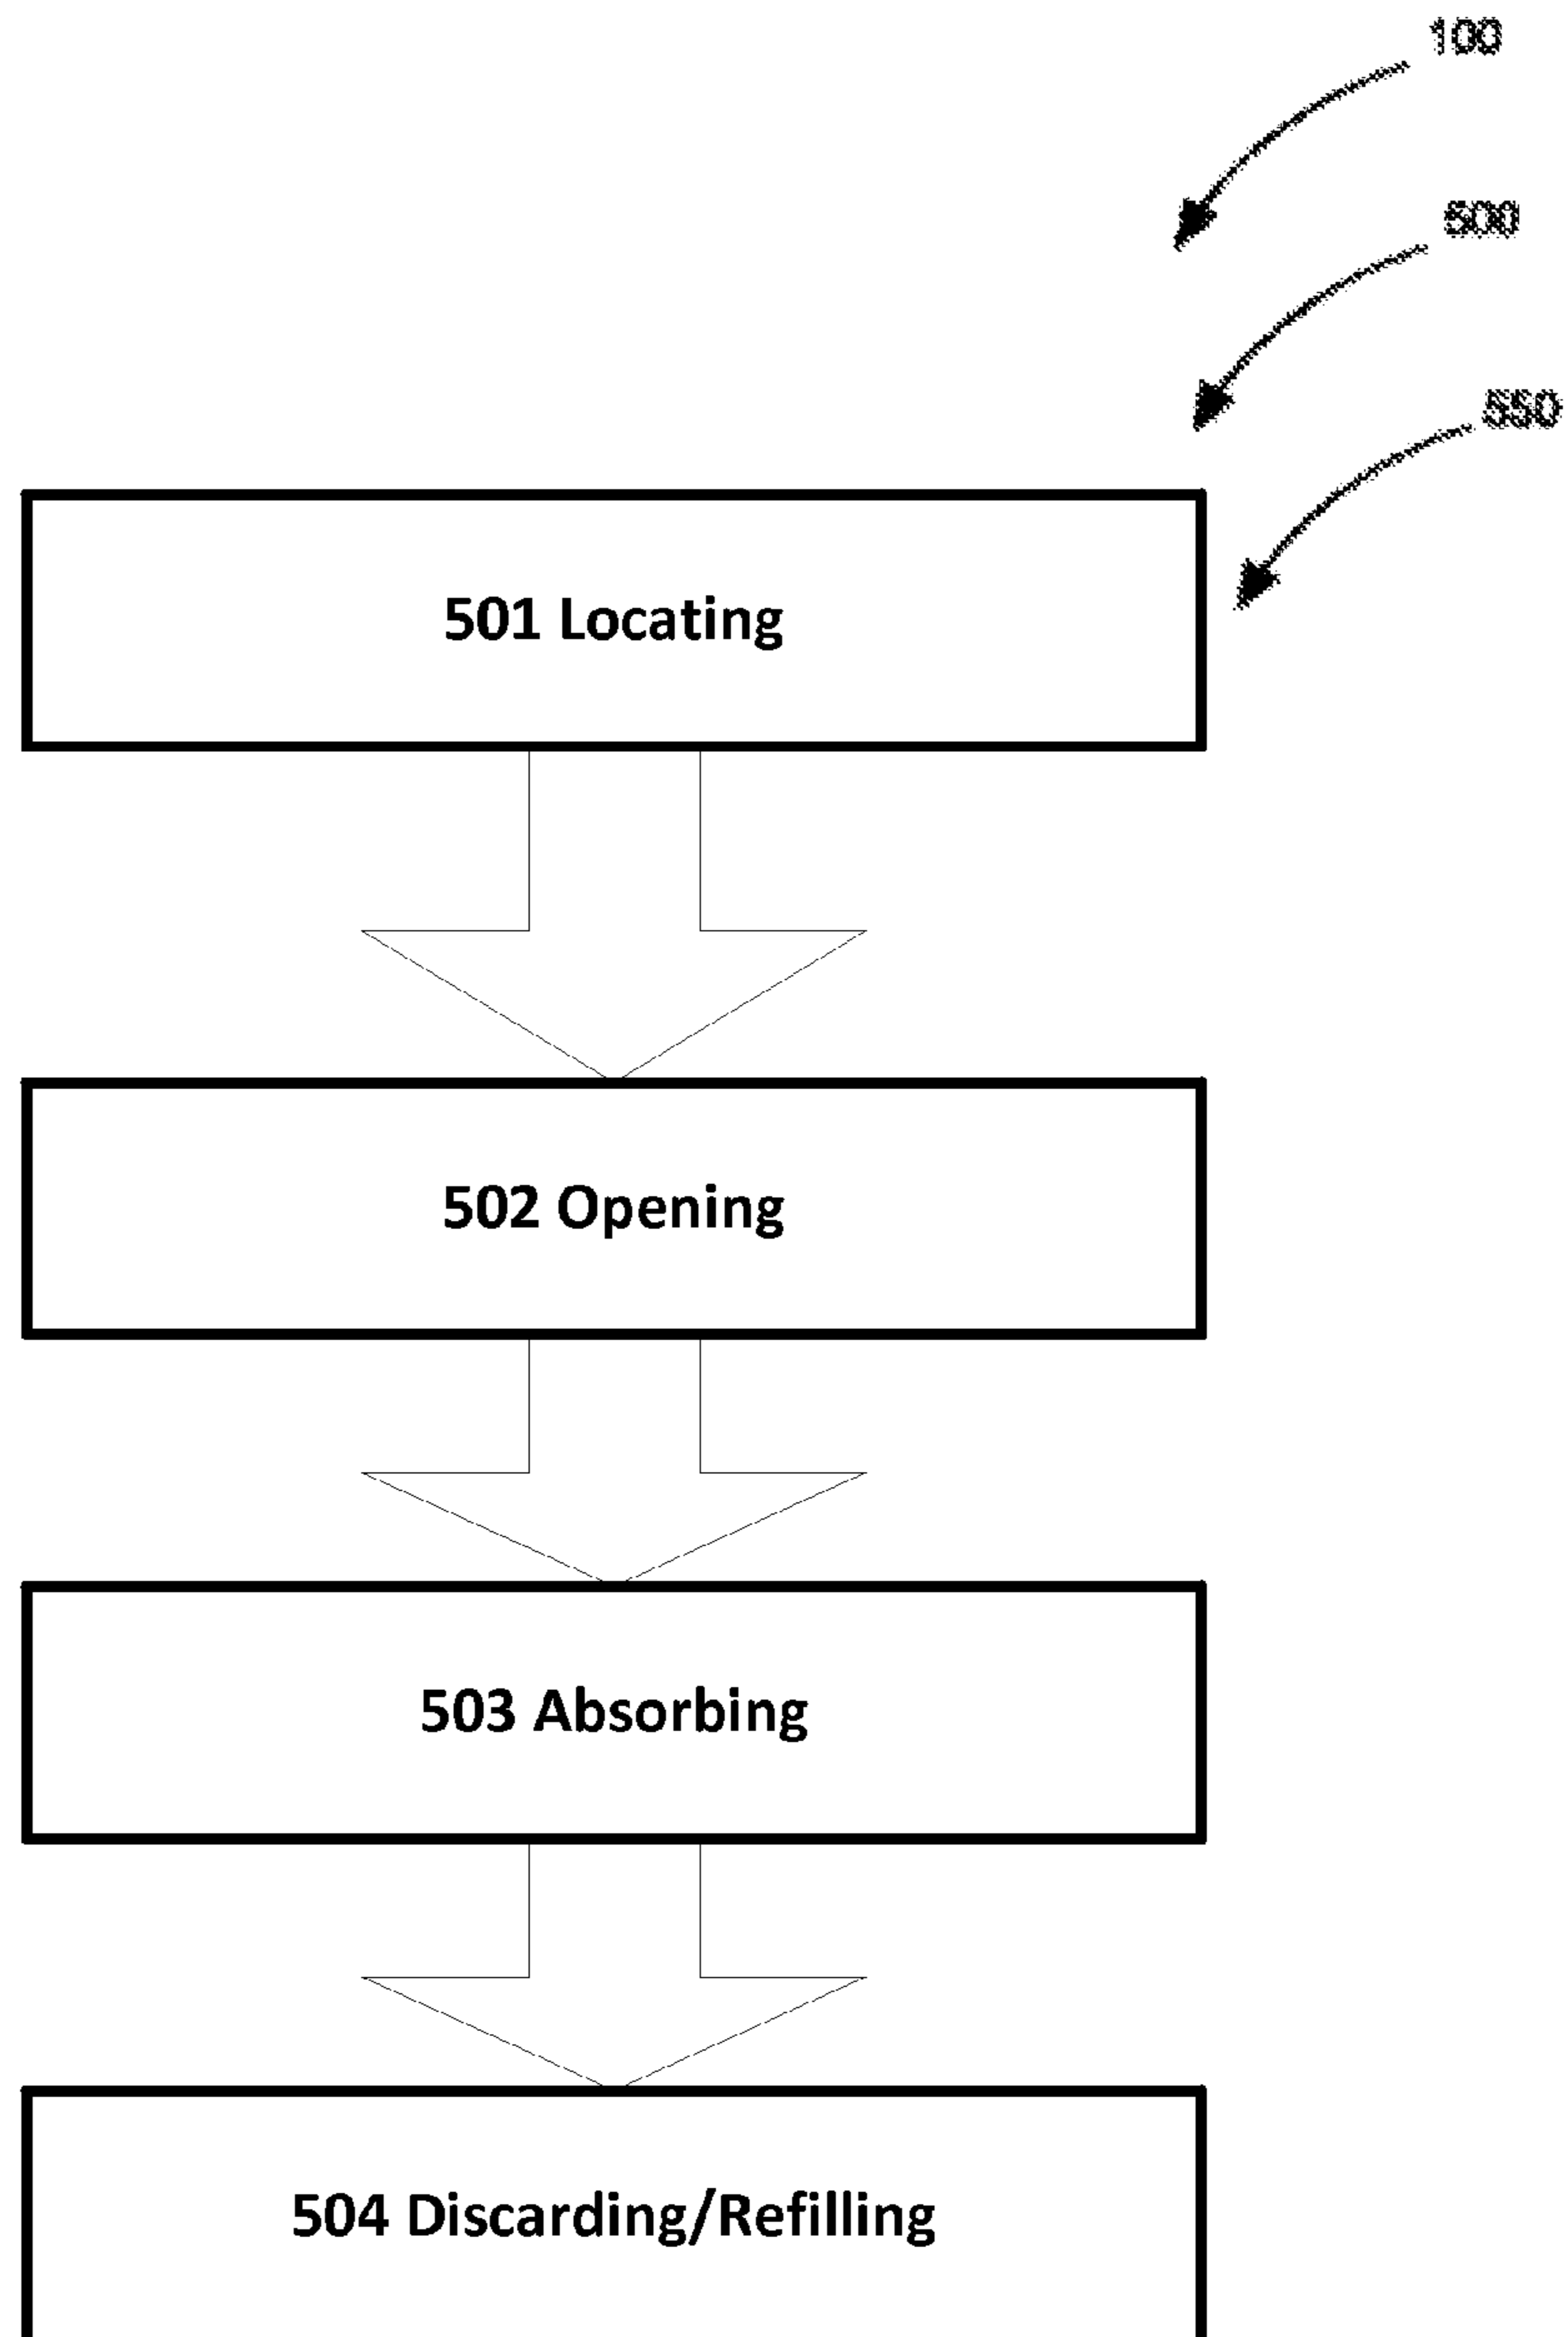 100
500
550
501 Locating
502 Opening
503 Absorbing
504 Discarding/Refilling